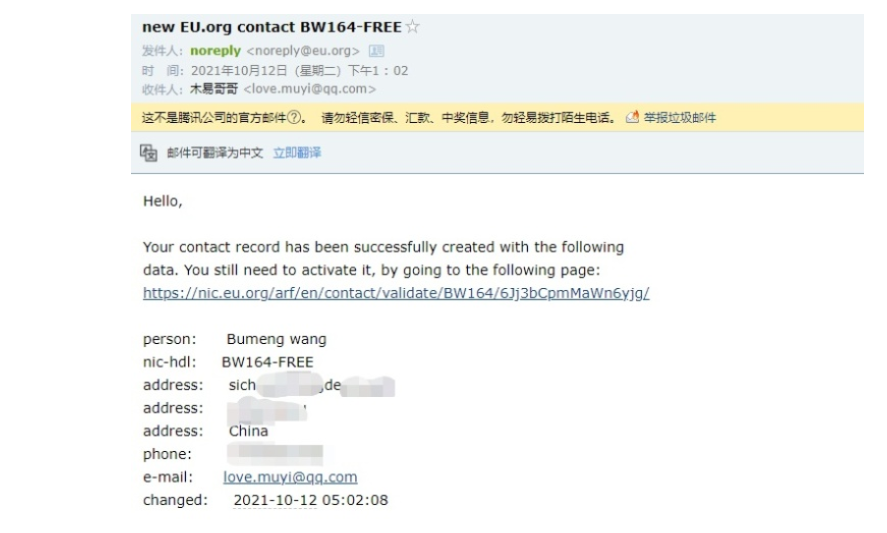 new EU.org contact BW164-FREE☆
发件人：noreply <noreply@eu.org>
时 间：2021年10月12日 (星期二) 下午1：02
收件人：木易哥哥 <love.muyi@qq.com>
这不是腾讯公司的官方邮件?。 请勿轻信密保、汇款、中奖信息，勿轻易拨打陌生电话。 举报垃圾邮件
邮件可翻译为中文 立即翻译
Hello,
Your contact record has been successfully created with the following
data. You still need to activate it, by going to the following page:
https://nic.eu.org/arf/en/contact/validate/BW164/6Jj3bCpmMaWn6yjg/
person: Bumeng wang
nic-hdl: BW164-FREE
address: sich de
address:
address: China
phone:
e-mail: love.muyi@qq.com
changed: 2021-10-12 05:02:08